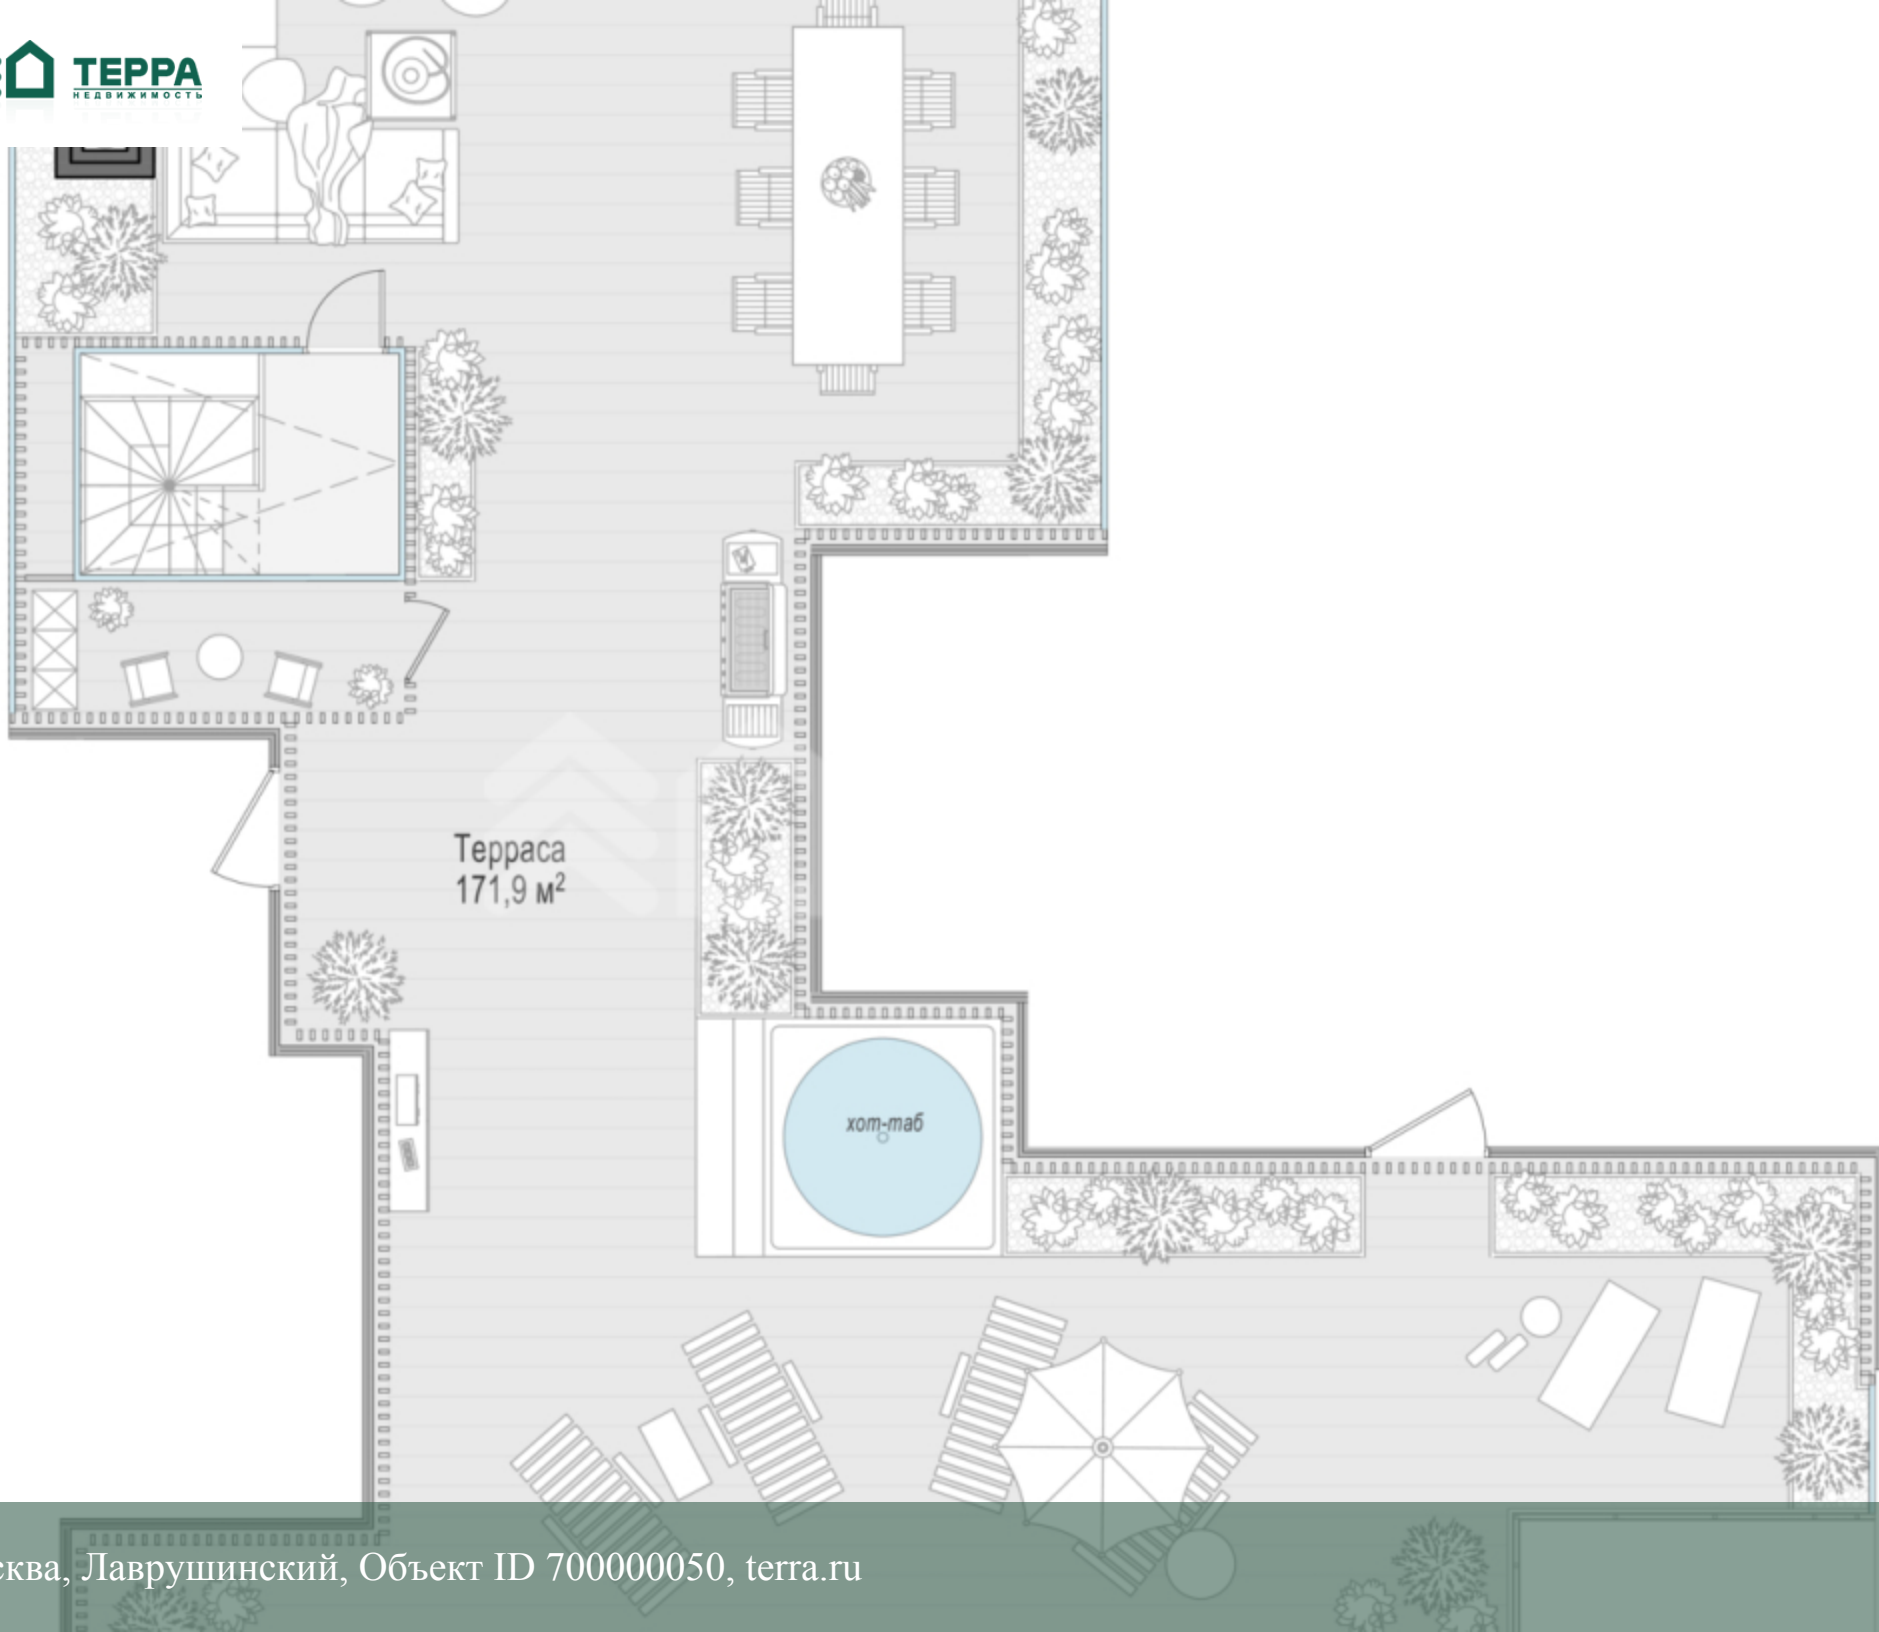 ТЕРРА
НЕДВИЖИМОСТЬ
Терраса
171,9 м²
хот-таб
сква, Лаврушинский, Объект ID 700000050, terra.ru